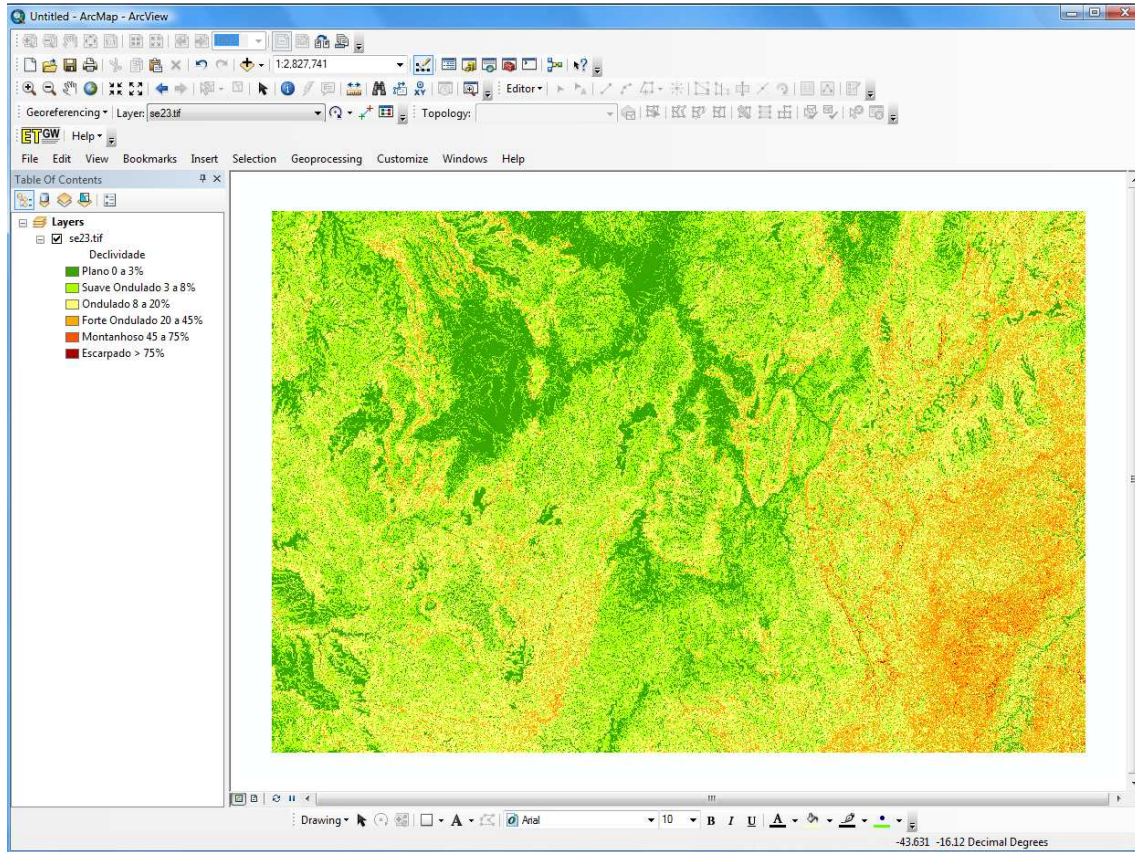 Untitled - ArcMap - ArcView
1:2,827,741
Editor
Georeferencing Layer: se23.tif Topology:
ET GW Help
File Edit View Bookmarks Insert Selection Geoprocessing Customize Windows Help
Table Of Contents
Layers
se23.tif
Declividade
Plano 0 a 3%
Suave Ondulado 3 a 8%
Ondulado 8 a 20%
Forte Ondulado 20 a 45%
Montanhoso 45 a 75%
Escarpado > 75%
Drawing A Arial 10 B I U A
-43.631 -16.12 Decimal Degrees